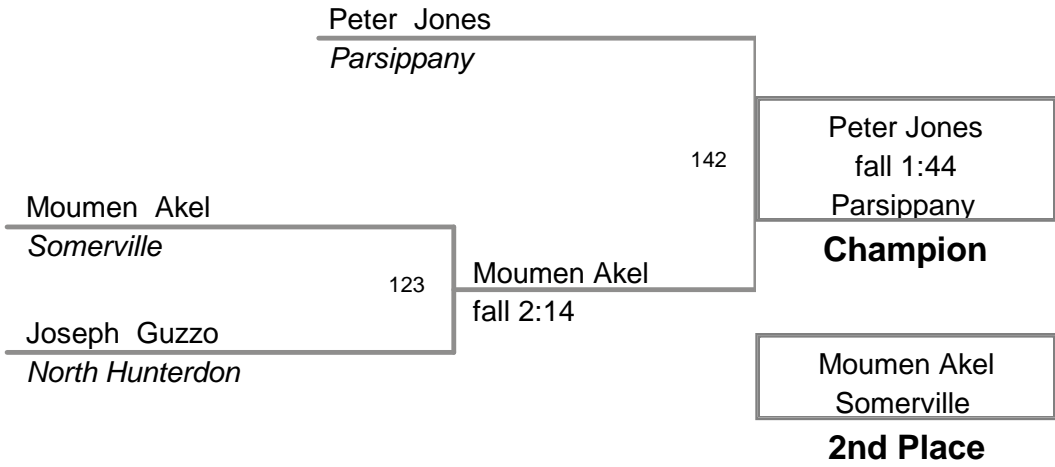 Peter Jones
Parsippany
Peter Jones
fall 1:44
Parsippany
Champion
142
Moumen Akel
Somerville
123
Moumen Akel
fall 2:14
Joseph Guzzo
North Hunterdon
Moumen Akel
Somerville
2nd Place